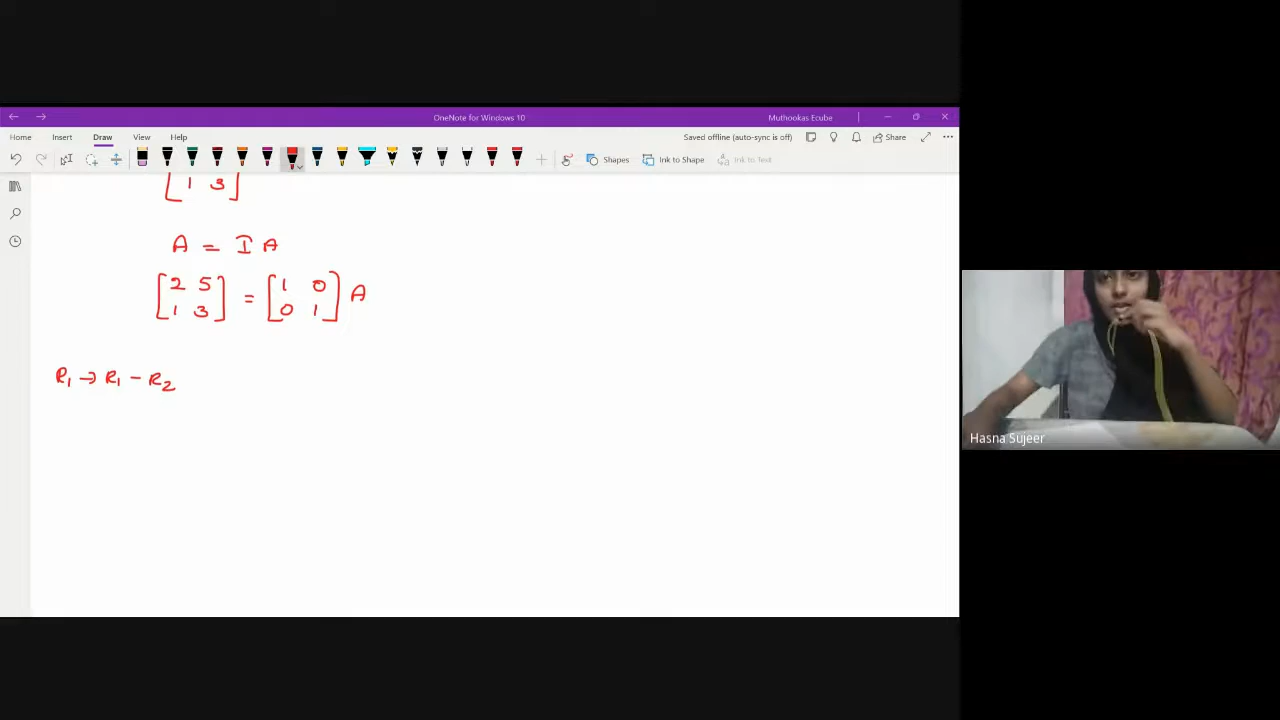 OneNote for Windows 10
Muthookas Ecube
Home Insert Draw View Help
Saved offline (auto-sync is off)
Share
Shapes
Ink to Shape
Ink to Text
1 3
A = I A
[2 5] = [1 0] A
[1 3] [0 1]
R₁ → R₁ − R₂
Hasna Sujeer